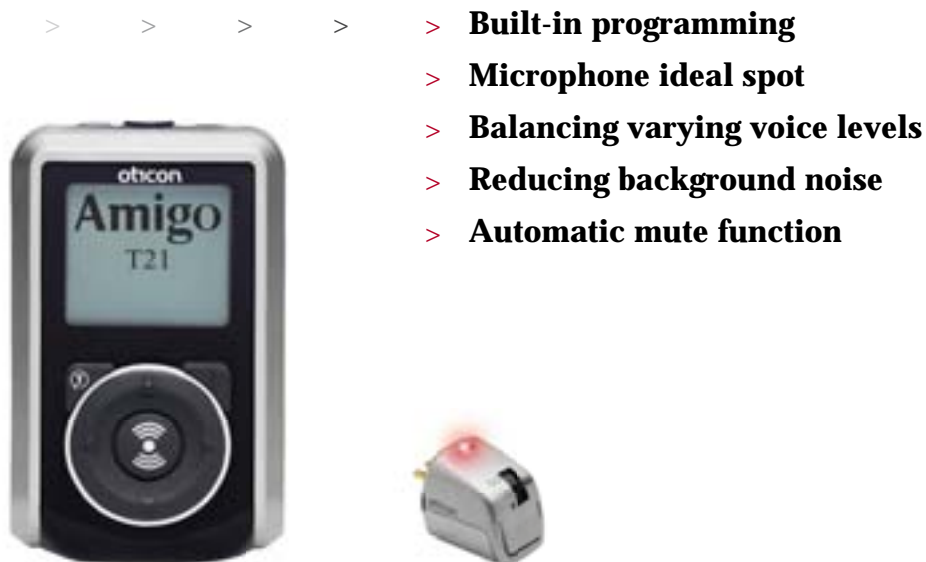 > > > >
> Built-in programming
> Microphone ideal spot
> Balancing varying voice levels
> Reducing background noise
> Automatic mute function
oticon
Amigo
T21